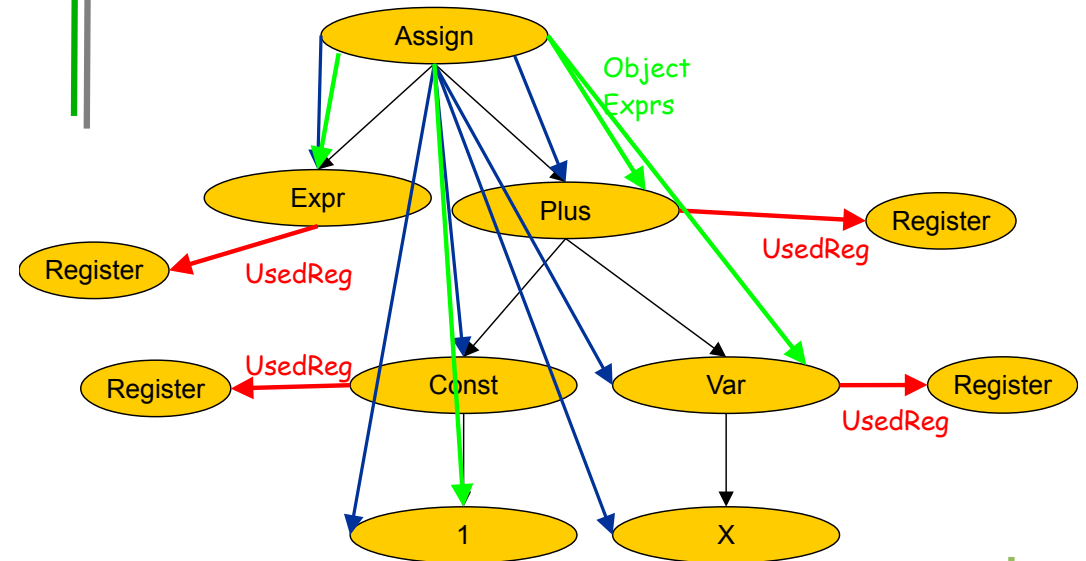 Assign
Object
Exprs
Expr
Plus
Register
Register
UsedReg
UsedReg
UsedReg
Register
Const
Var
Register
UsedReg
1
X